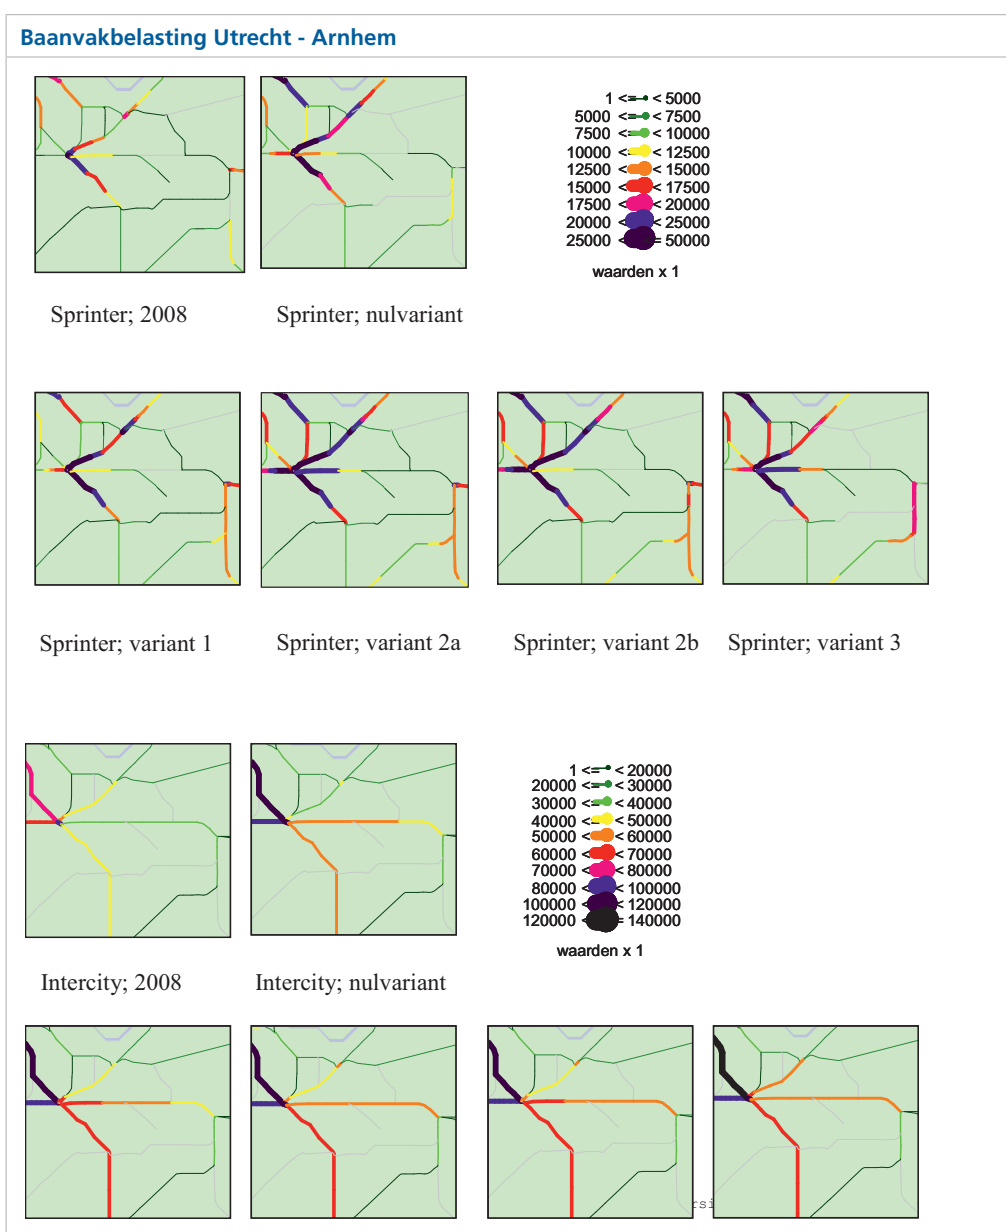 Baanvakbelasting Utrecht - Arnhem
1 <= < 5000
5000 <= < 7500
7500 <= < 10000
10000 <= < 12500
12500 < < 15000
15000 < < 17500
17500 < < 20000
20000 < < 25000
25000 < = 50000
waarden x 1
Sprinter; 2008 Sprinter; nulvariant
Sprinter; variant 1 Sprinter; variant 2a Sprinter; variant 2b Sprinter; variant 3
1 <= < 20000
20000 <= < 30000
30000 <= < 40000
40000 <= < 50000
50000 <= < 60000
60000 < < 70000
70000 < < 80000
80000 < < 100000
100000 < < 120000
120000 < = 140000
waarden x 1
Intercity; 2008 Intercity; nulvariant
rsi